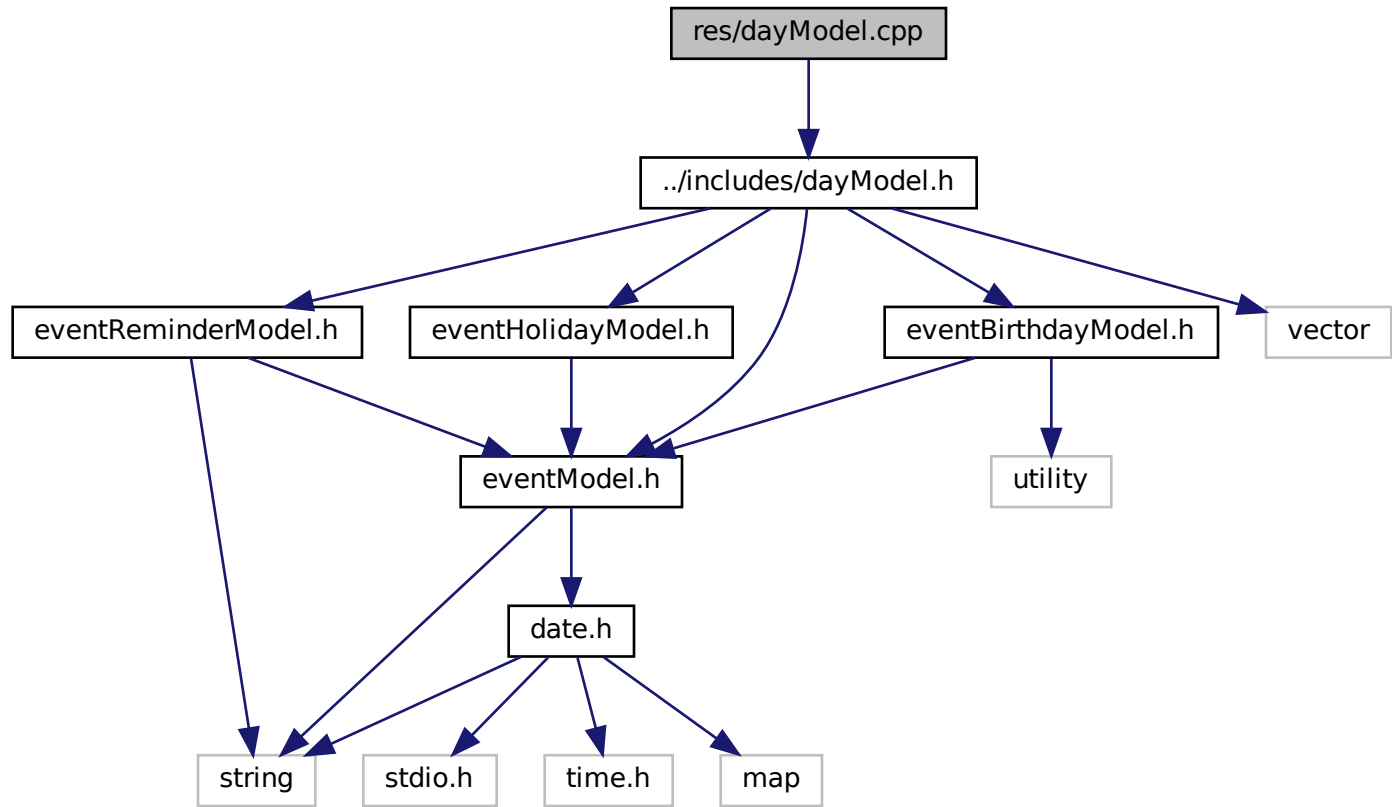 res/dayModel.cpp
../includes/dayModel.h
eventReminderModel.h
eventHolidayModel.h
eventBirthdayModel.h
vector
eventModel.h
utility
date.h
string
stdio.h
time.h
map